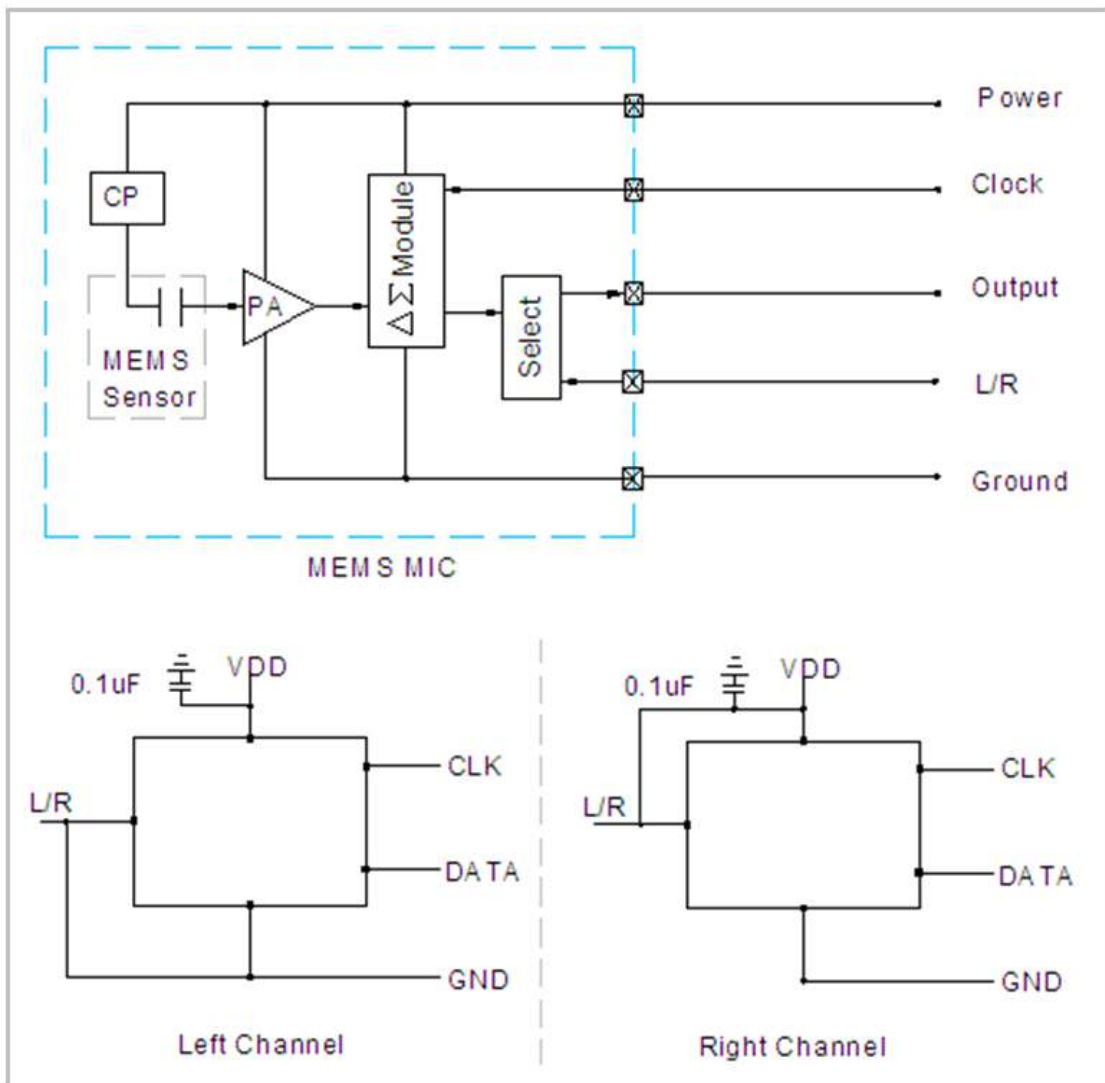 Power
CP
Clock
ΔΣ Module
PA
Select
Output
MEMS
Sensor
L/R
Ground
MEMS MIC
0.1uF
VDD
CLK
L/R
DATA
GND
Left Channel
0.1uF
VDD
CLK
L/R
DATA
GND
Right Channel